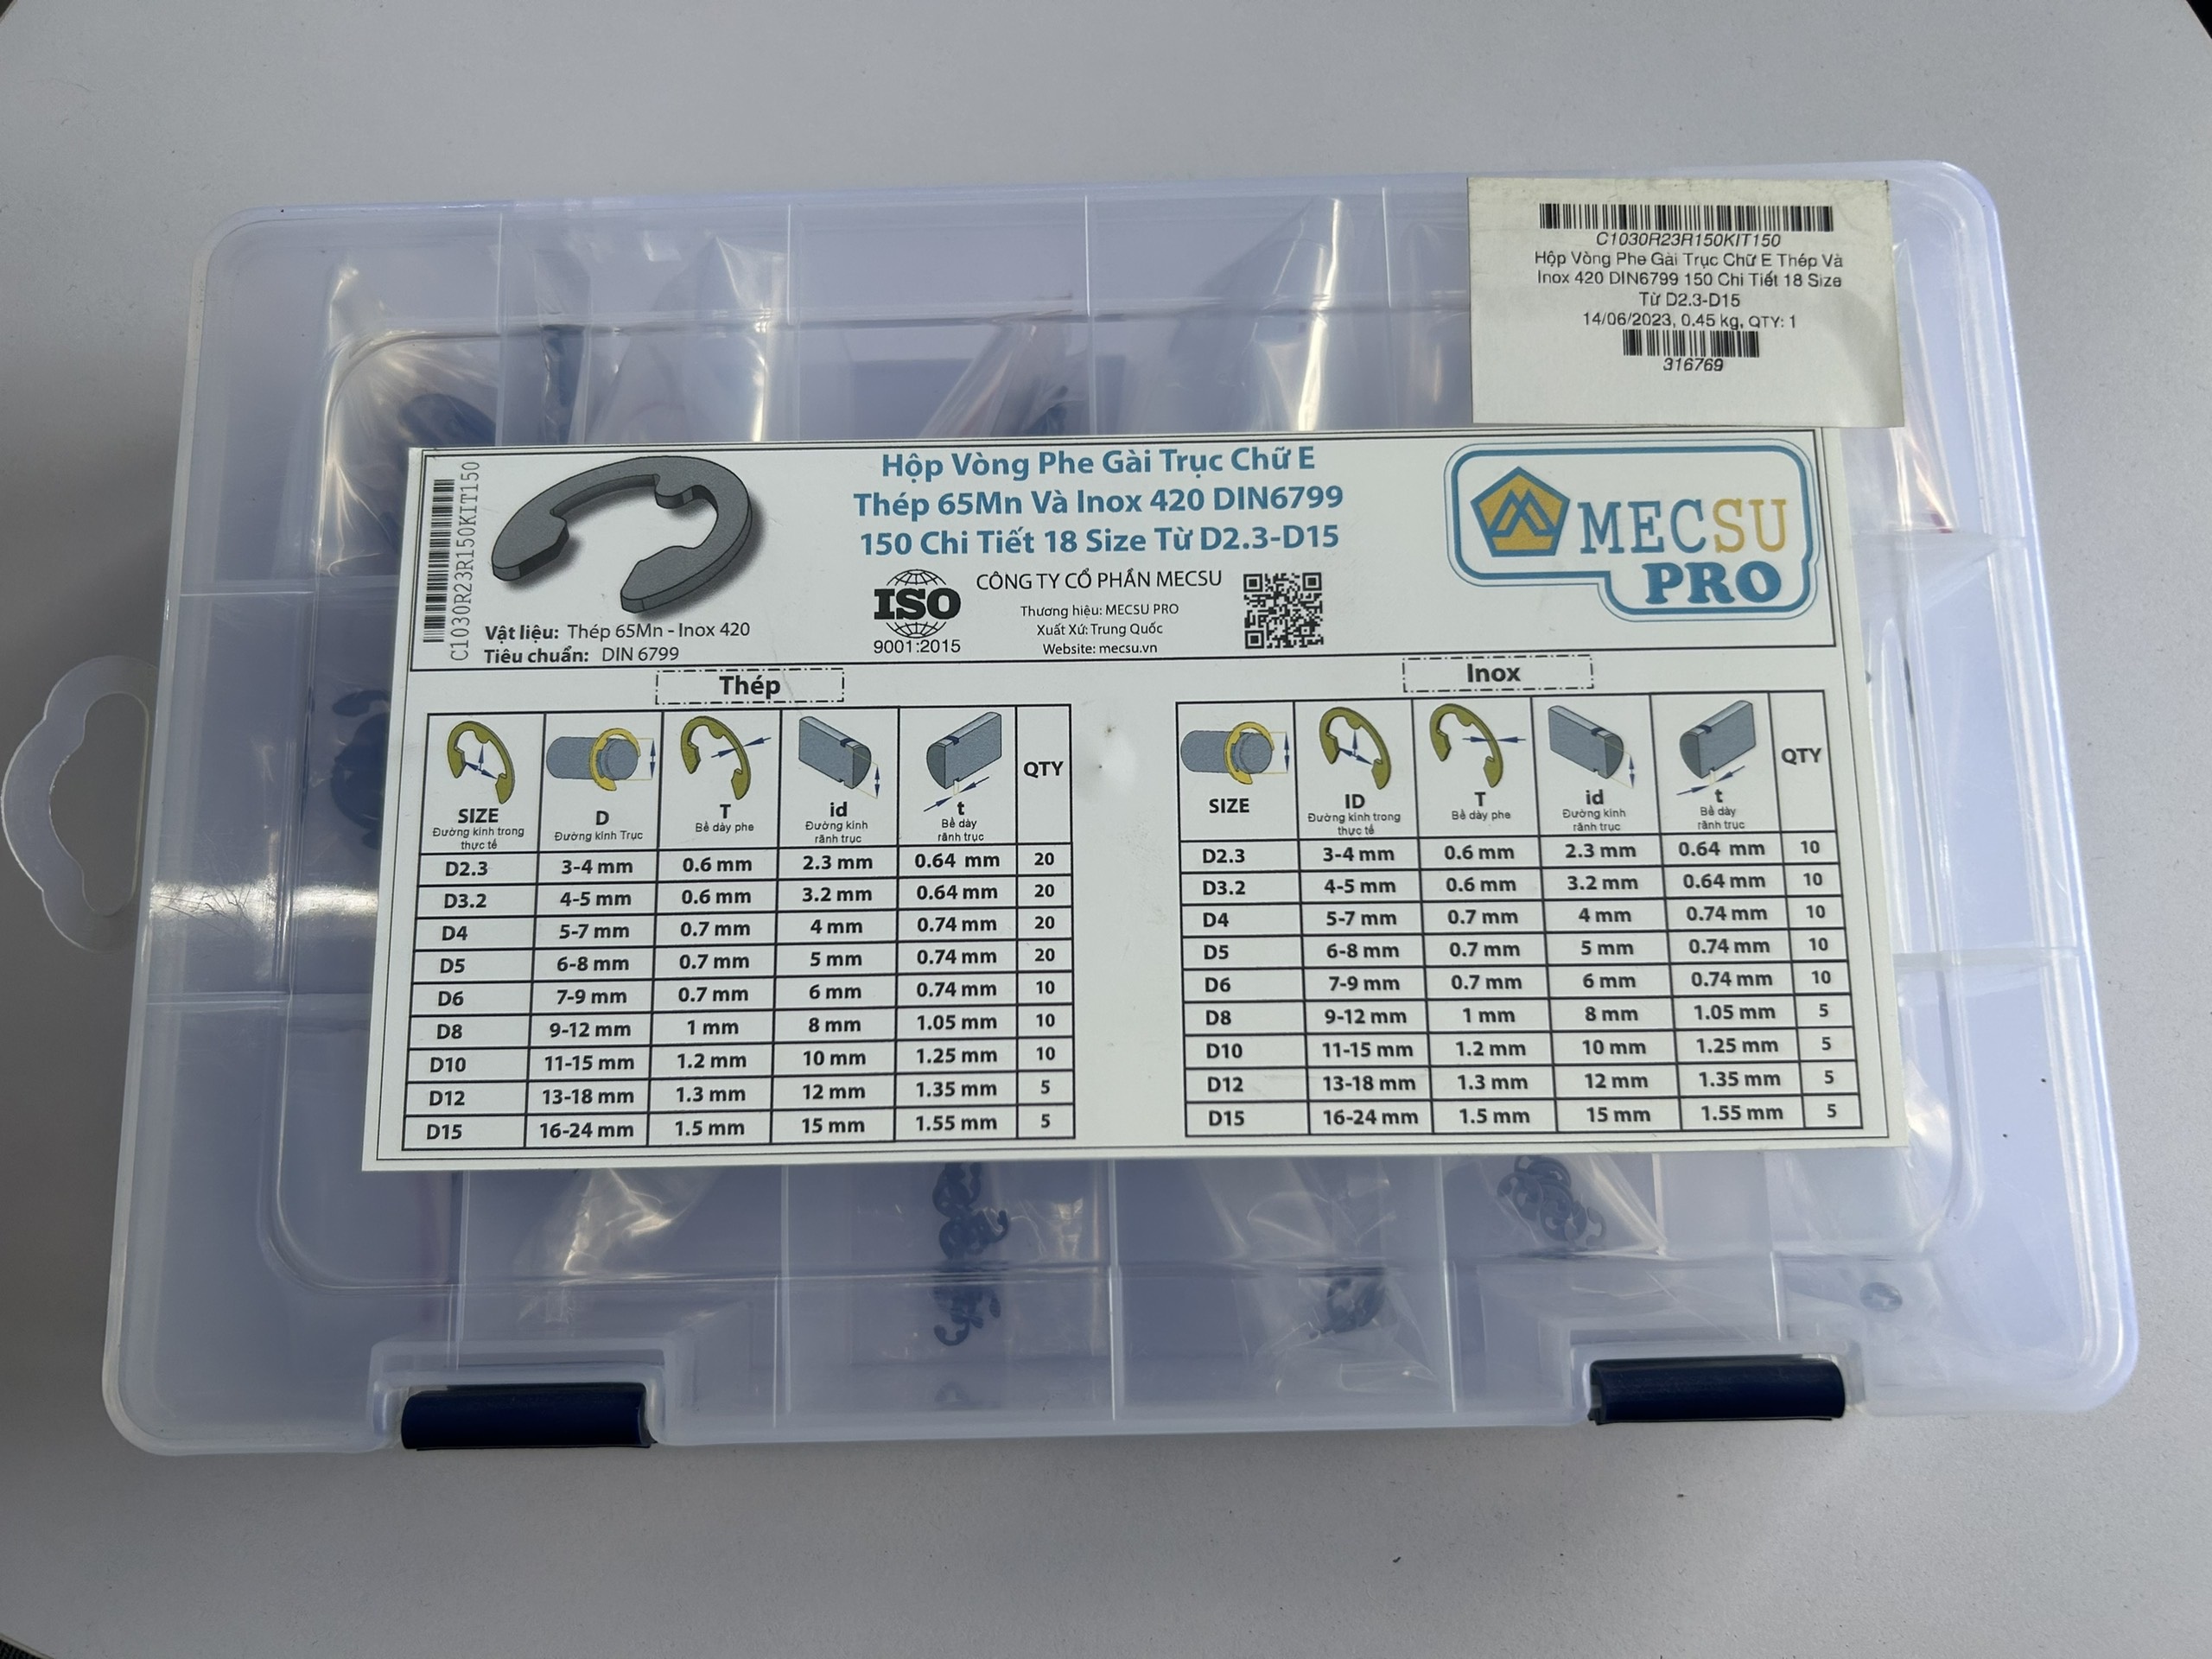 C1030R23R150KIT150
Hộp Vòng Phe Gài Trục Chữ E Thép Và
Inox 420 DIN6799 150 Chi Tiết 18 Size
Từ D2.3-D15
14/06/2023, 0.45 kg, QTY: 1
316769
C1030R23R150KIT150
Hộp Vòng Phe Gài Trục Chữ E
Thép 65Mn Và Inox 420 DIN6799
150 Chi Tiết 18 Size Từ D2.3-D15
MECSU
PRO
ISO
9001:2015
CÔNG TY CỔ PHẦN MECSU
Thương hiệu: MECSU PRO
Xuất Xứ: Trung Quốc
Website: mecsu.vn
Vật liệu: Thép 65Mn - Inox 420
Tiêu chuẩn: DIN 6799
Thép
SIZE
Đường kính trong
thực tế
D
Đường kính Trục
T
Bề dày phe
id
Đường kính
rãnh trục
t
Bề dày
rãnh trục
QTY
D2.3 3-4 mm 0.6 mm 2.3 mm 0.64 mm 20
D3.2 4-5 mm 0.6 mm 3.2 mm 0.64 mm 20
D4 5-7 mm 0.7 mm 4 mm 0.74 mm 20
D5 6-8 mm 0.7 mm 5 mm 0.74 mm 20
D6 7-9 mm 0.7 mm 6 mm 0.74 mm 10
D8 9-12 mm 1 mm 8 mm 1.05 mm 10
D10 11-15 mm 1.2 mm 10 mm 1.25 mm 10
D12 13-18 mm 1.3 mm 12 mm 1.35 mm 5
D15 16-24 mm 1.5 mm 15 mm 1.55 mm 5
Inox
SIZE
ID
Đường kính trong
thực tế
T
Bề dày phe
id
Đường kính
rãnh trục
t
Bề dày
rãnh trục
QTY
D2.3 3-4 mm 0.6 mm 2.3 mm 0.64 mm 10
D3.2 4-5 mm 0.6 mm 3.2 mm 0.64 mm 10
D4 5-7 mm 0.7 mm 4 mm 0.74 mm 10
D5 6-8 mm 0.7 mm 5 mm 0.74 mm 10
D6 7-9 mm 0.7 mm 6 mm 0.74 mm 10
D8 9-12 mm 1 mm 8 mm 1.05 mm 5
D10 11-15 mm 1.2 mm 10 mm 1.25 mm 5
D12 13-18 mm 1.3 mm 12 mm 1.35 mm 5
D15 16-24 mm 1.5 mm 15 mm 1.55 mm 5